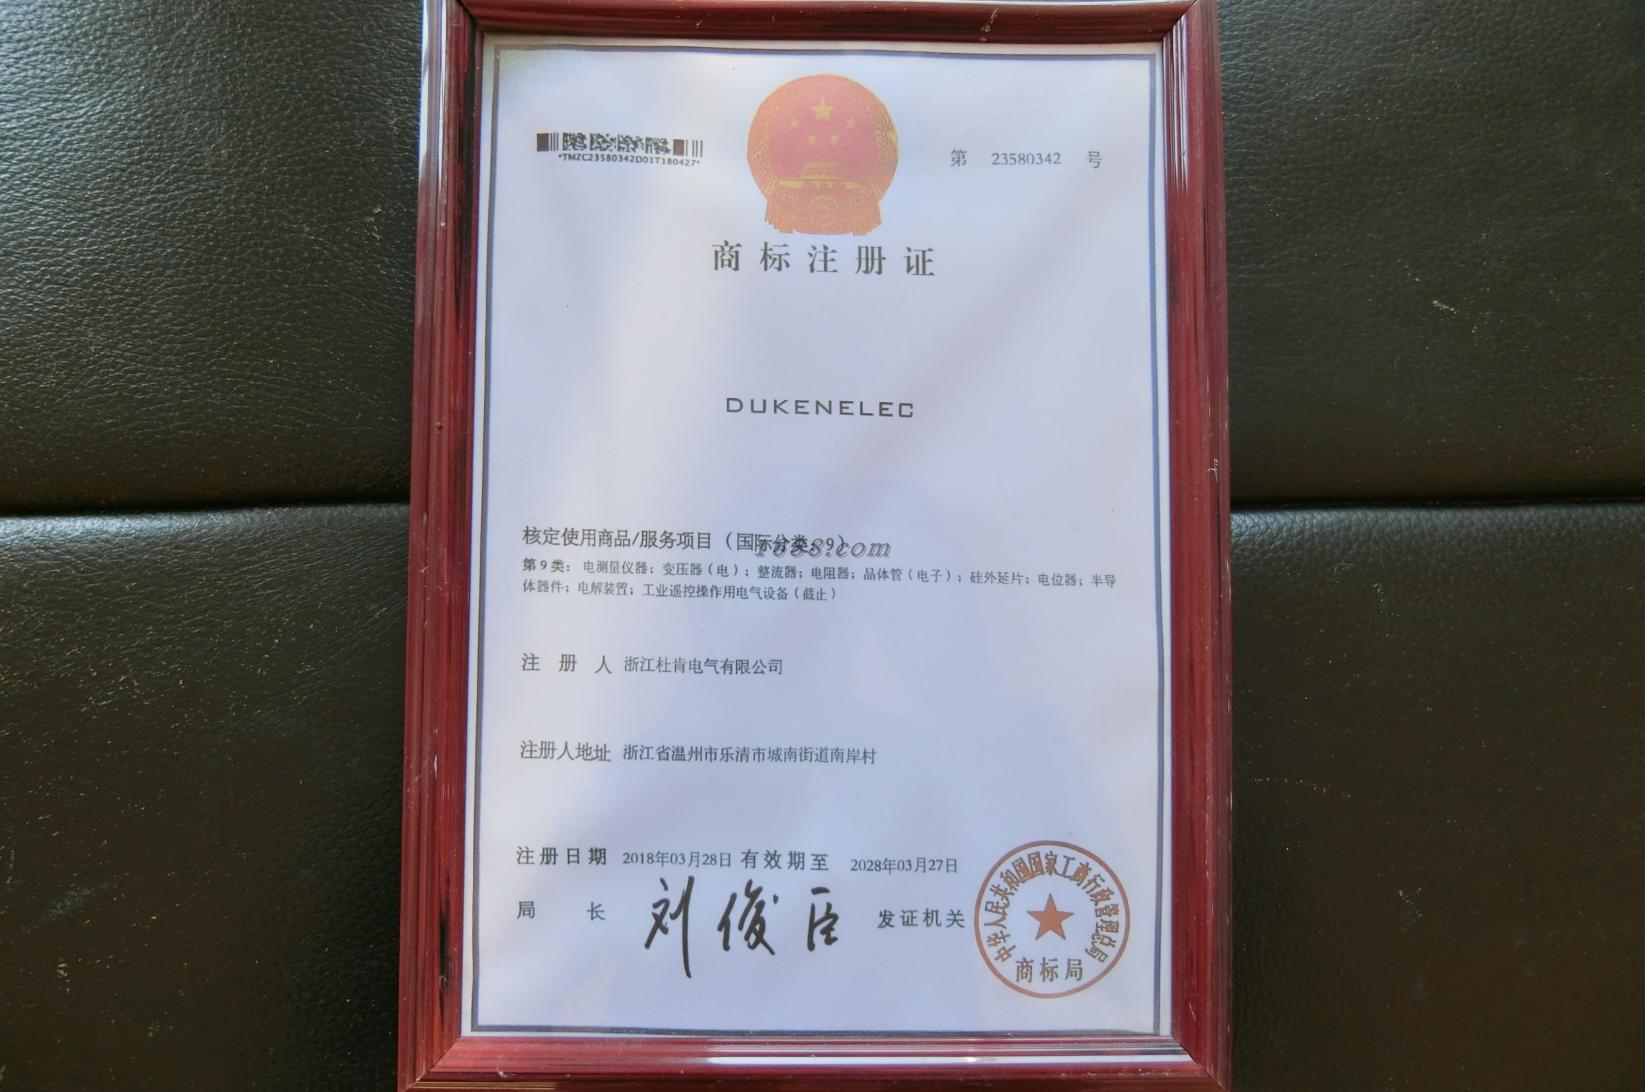 *TMZC23580342D01T180427*
第 23580342 号
商标注册证
DUKENELEC
核定使用商品/服务项目（国际分类：9）
1688.com
第9类：电测量仪器；变压器（电）；整流器；电阻器；晶体管（电子）；硅外延片；电位器；半导
体器件；电解装置；工业遥控操作用电气设备（截止）
注 册 人 浙江杜肯电气有限公司
注册人地址 浙江省温州市乐清市城南街道南岸村
注册日期 2018年03月28日 有效期至 2028年03月27日
局 长 刘俊臣 发证机关
中华人民共和国国家工商行政管理总局
商标局